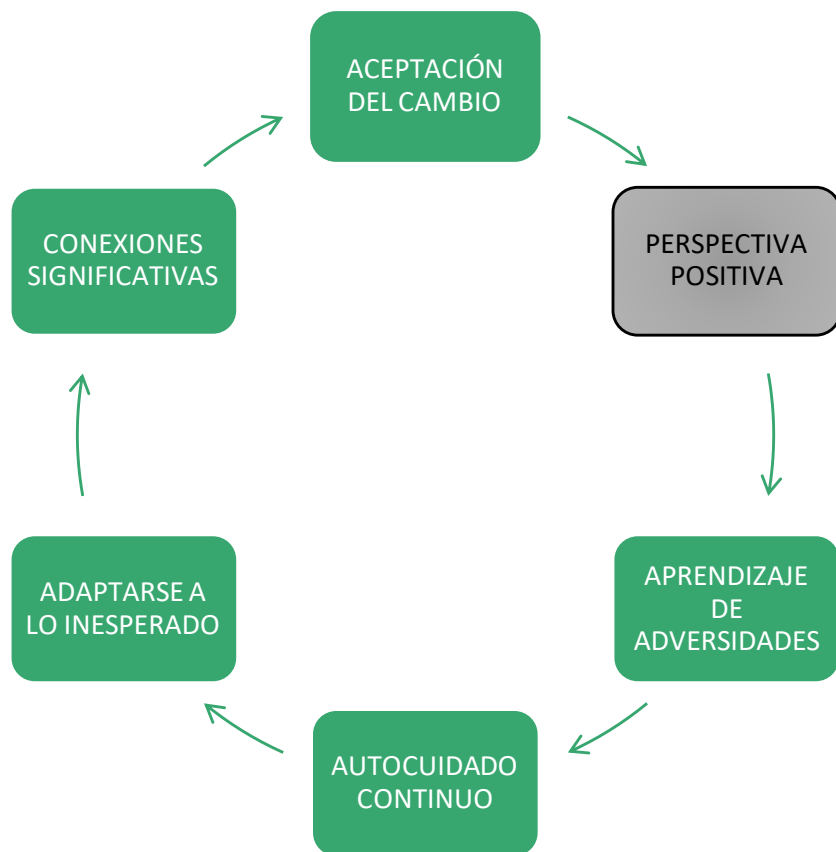 ACEPTACIÓN
DEL CAMBIO
PERSPECTIVA
POSITIVA
APRENDIZAJE
DE
ADVERSIDADES
AUTOCUIDADO
CONTINUO
ADAPTARSE A
LO INESPERADO
CONEXIONES
SIGNIFICATIVAS